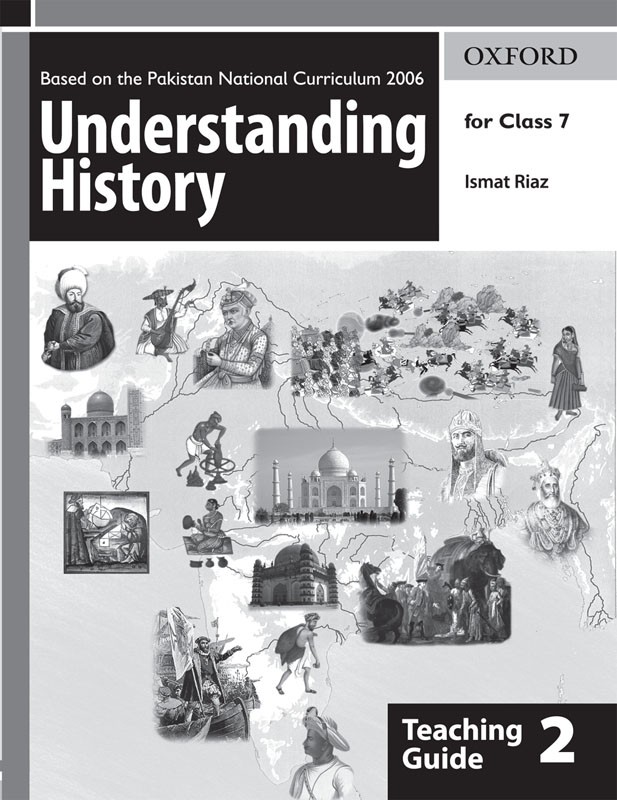 Based on the Pakistan National Curriculum 2006
Understanding
History
OXFORD
for Class 7
Ismat Riaz
Teaching
Guide
2